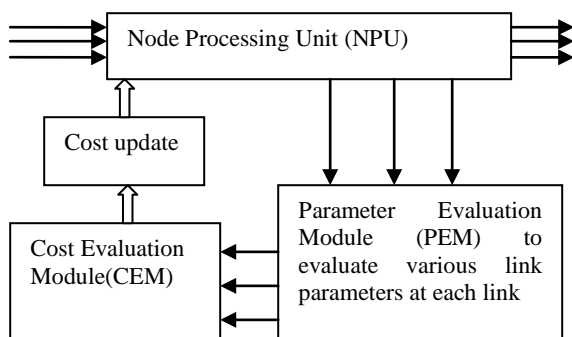 Node Processing Unit (NPU)
Cost update
Cost Evaluation
Module(CEM)
Parameter Evaluation
Module (PEM) to
evaluate various link
parameters at each link